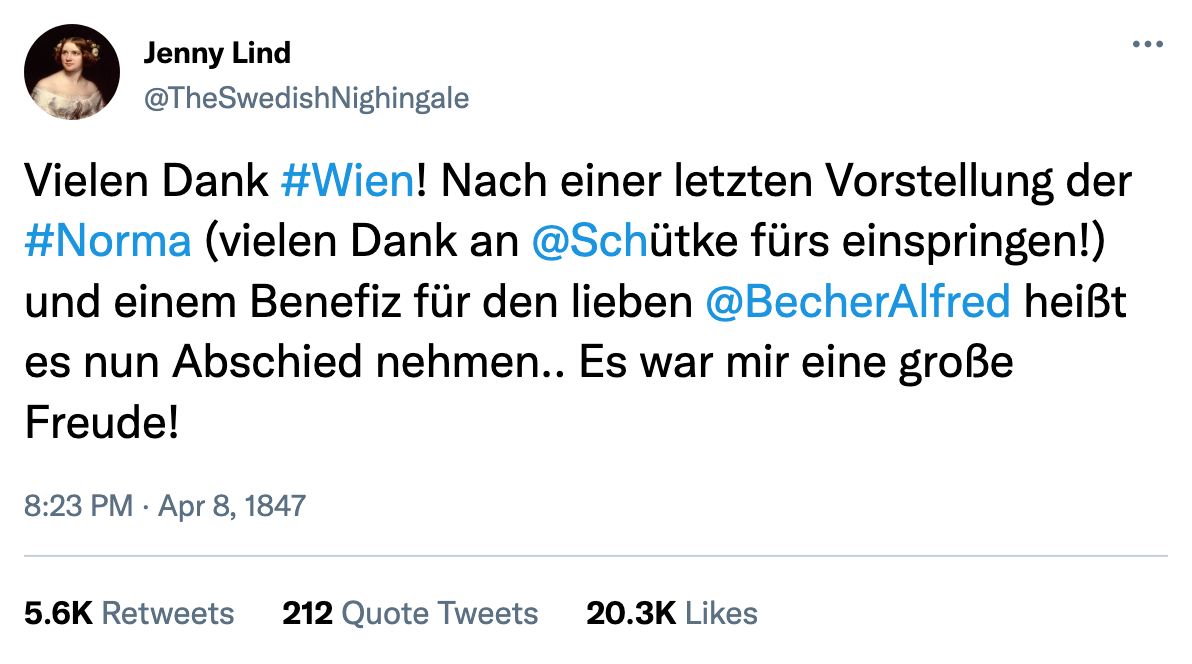 Jenny Lind
@TheSwedishNighingale
Vielen Dank #Wien! Nach einer letzten Vorstellung der
#Norma (vielen Dank an @Schütke fürs einspringen!)
und einem Benefiz für den lieben @BecherAlfred heißt
es nun Abschied nehmen.. Es war mir eine große
Freude!
8:23 PM · Apr 8, 1847
5.6K Retweets 212 Quote Tweets 20.3K Likes